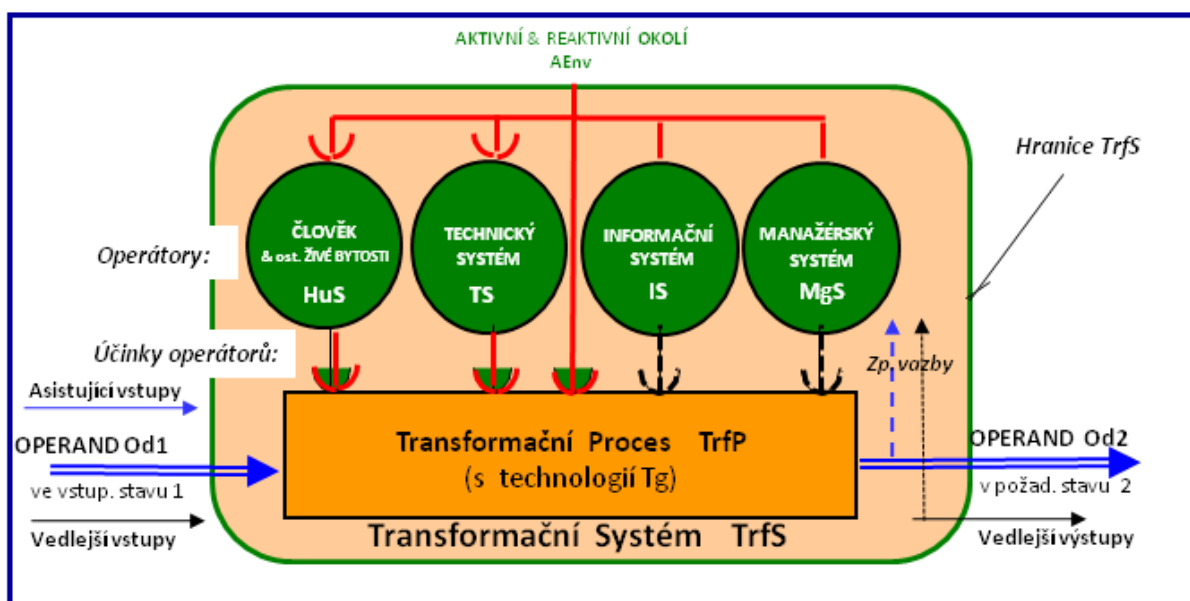 AKTIVNÍ & REAKTIVNÍ OKOLÍ
AEnv
Hranice TrfS
Operátory:
ČLOVĚK
& ost. ŽIVÉ BYTOSTI
HuS
TECHNICKÝ
SYSTÉM
TS
INFORMAČNÍ
SYSTÉM
IS
MANAŽÉRSKÝ
SYSTÉM
MgS
Účinky operátorů:
Zp. vazby
Asistující vstupy
OPERAND Od1
ve vstup. stavu 1
Vedlejší vstupy
Transformační Proces TrfP
(s technologií Tg)
Transformační Systém TrfS
OPERAND Od2
v požad. stavu 2
Vedlejší výstupy